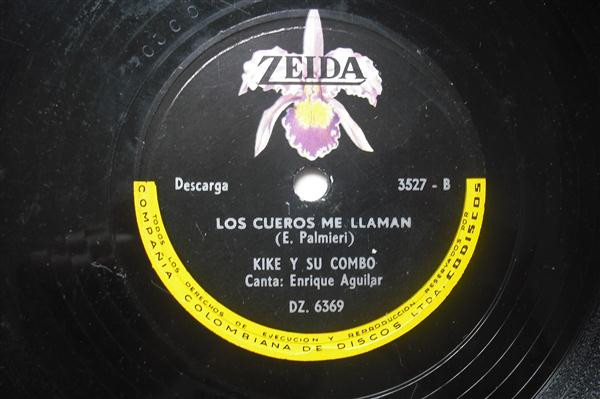 ZEIDA
Descarga
3527 - B
LOS CUEROS ME LLAMAN
(E. Palmieri)
KIKE Y SU COMBO
Canta: Enrique Aguilar
DZ. 6369
TODOS LOS DERECHOS DE EJECUCION Y REPRODUCCION RESERVADOS POR
COMPAÑIA COLOMBIANA DE DISCOS LTDA. CODISCOS